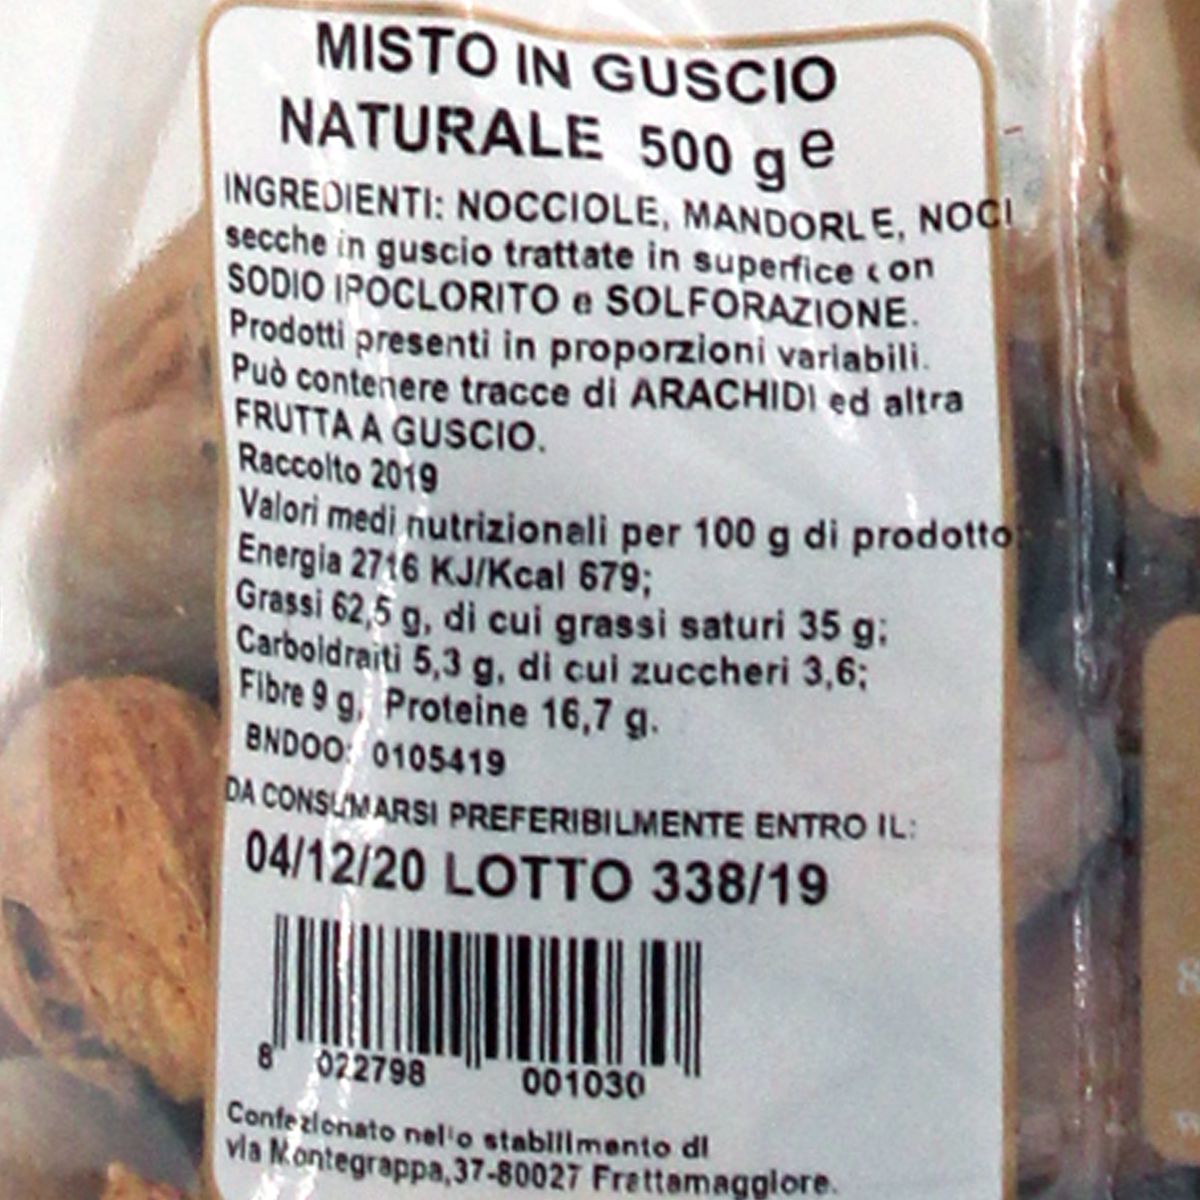 MISTO IN GUSCIO
NATURALE 500 g e
INGREDIENTI: NOCCIOLE, MANDORLE, NOCI
secche in guscio trattate in superfice con
SODIO IPOCLORITO e SOLFORAZIONE.
Prodotti presenti in proporzioni variabili.
Può contenere tracce di ARACHIDI ed altra
FRUTTA A GUSCIO.
Raccolto 2019
Valori medi nutrizionali per 100 g di prodotto
Energia 2716 KJ/Kcal 679;
Grassi 62,5 g, di cui grassi saturi 35 g;
Carboidraiti 5,3 g, di cui zuccheri 3,6;
Fibre 9 g, Proteine 16,7 g.
BNDOO: 0105419
DA CONSUMARSI PREFERIBILMENTE ENTRO IL:
04/12/20 LOTTO 338/19
8 022798 001030
Confezionato nello stabilimento di
via Montegrappa,37-80027 Frattamaggiore.